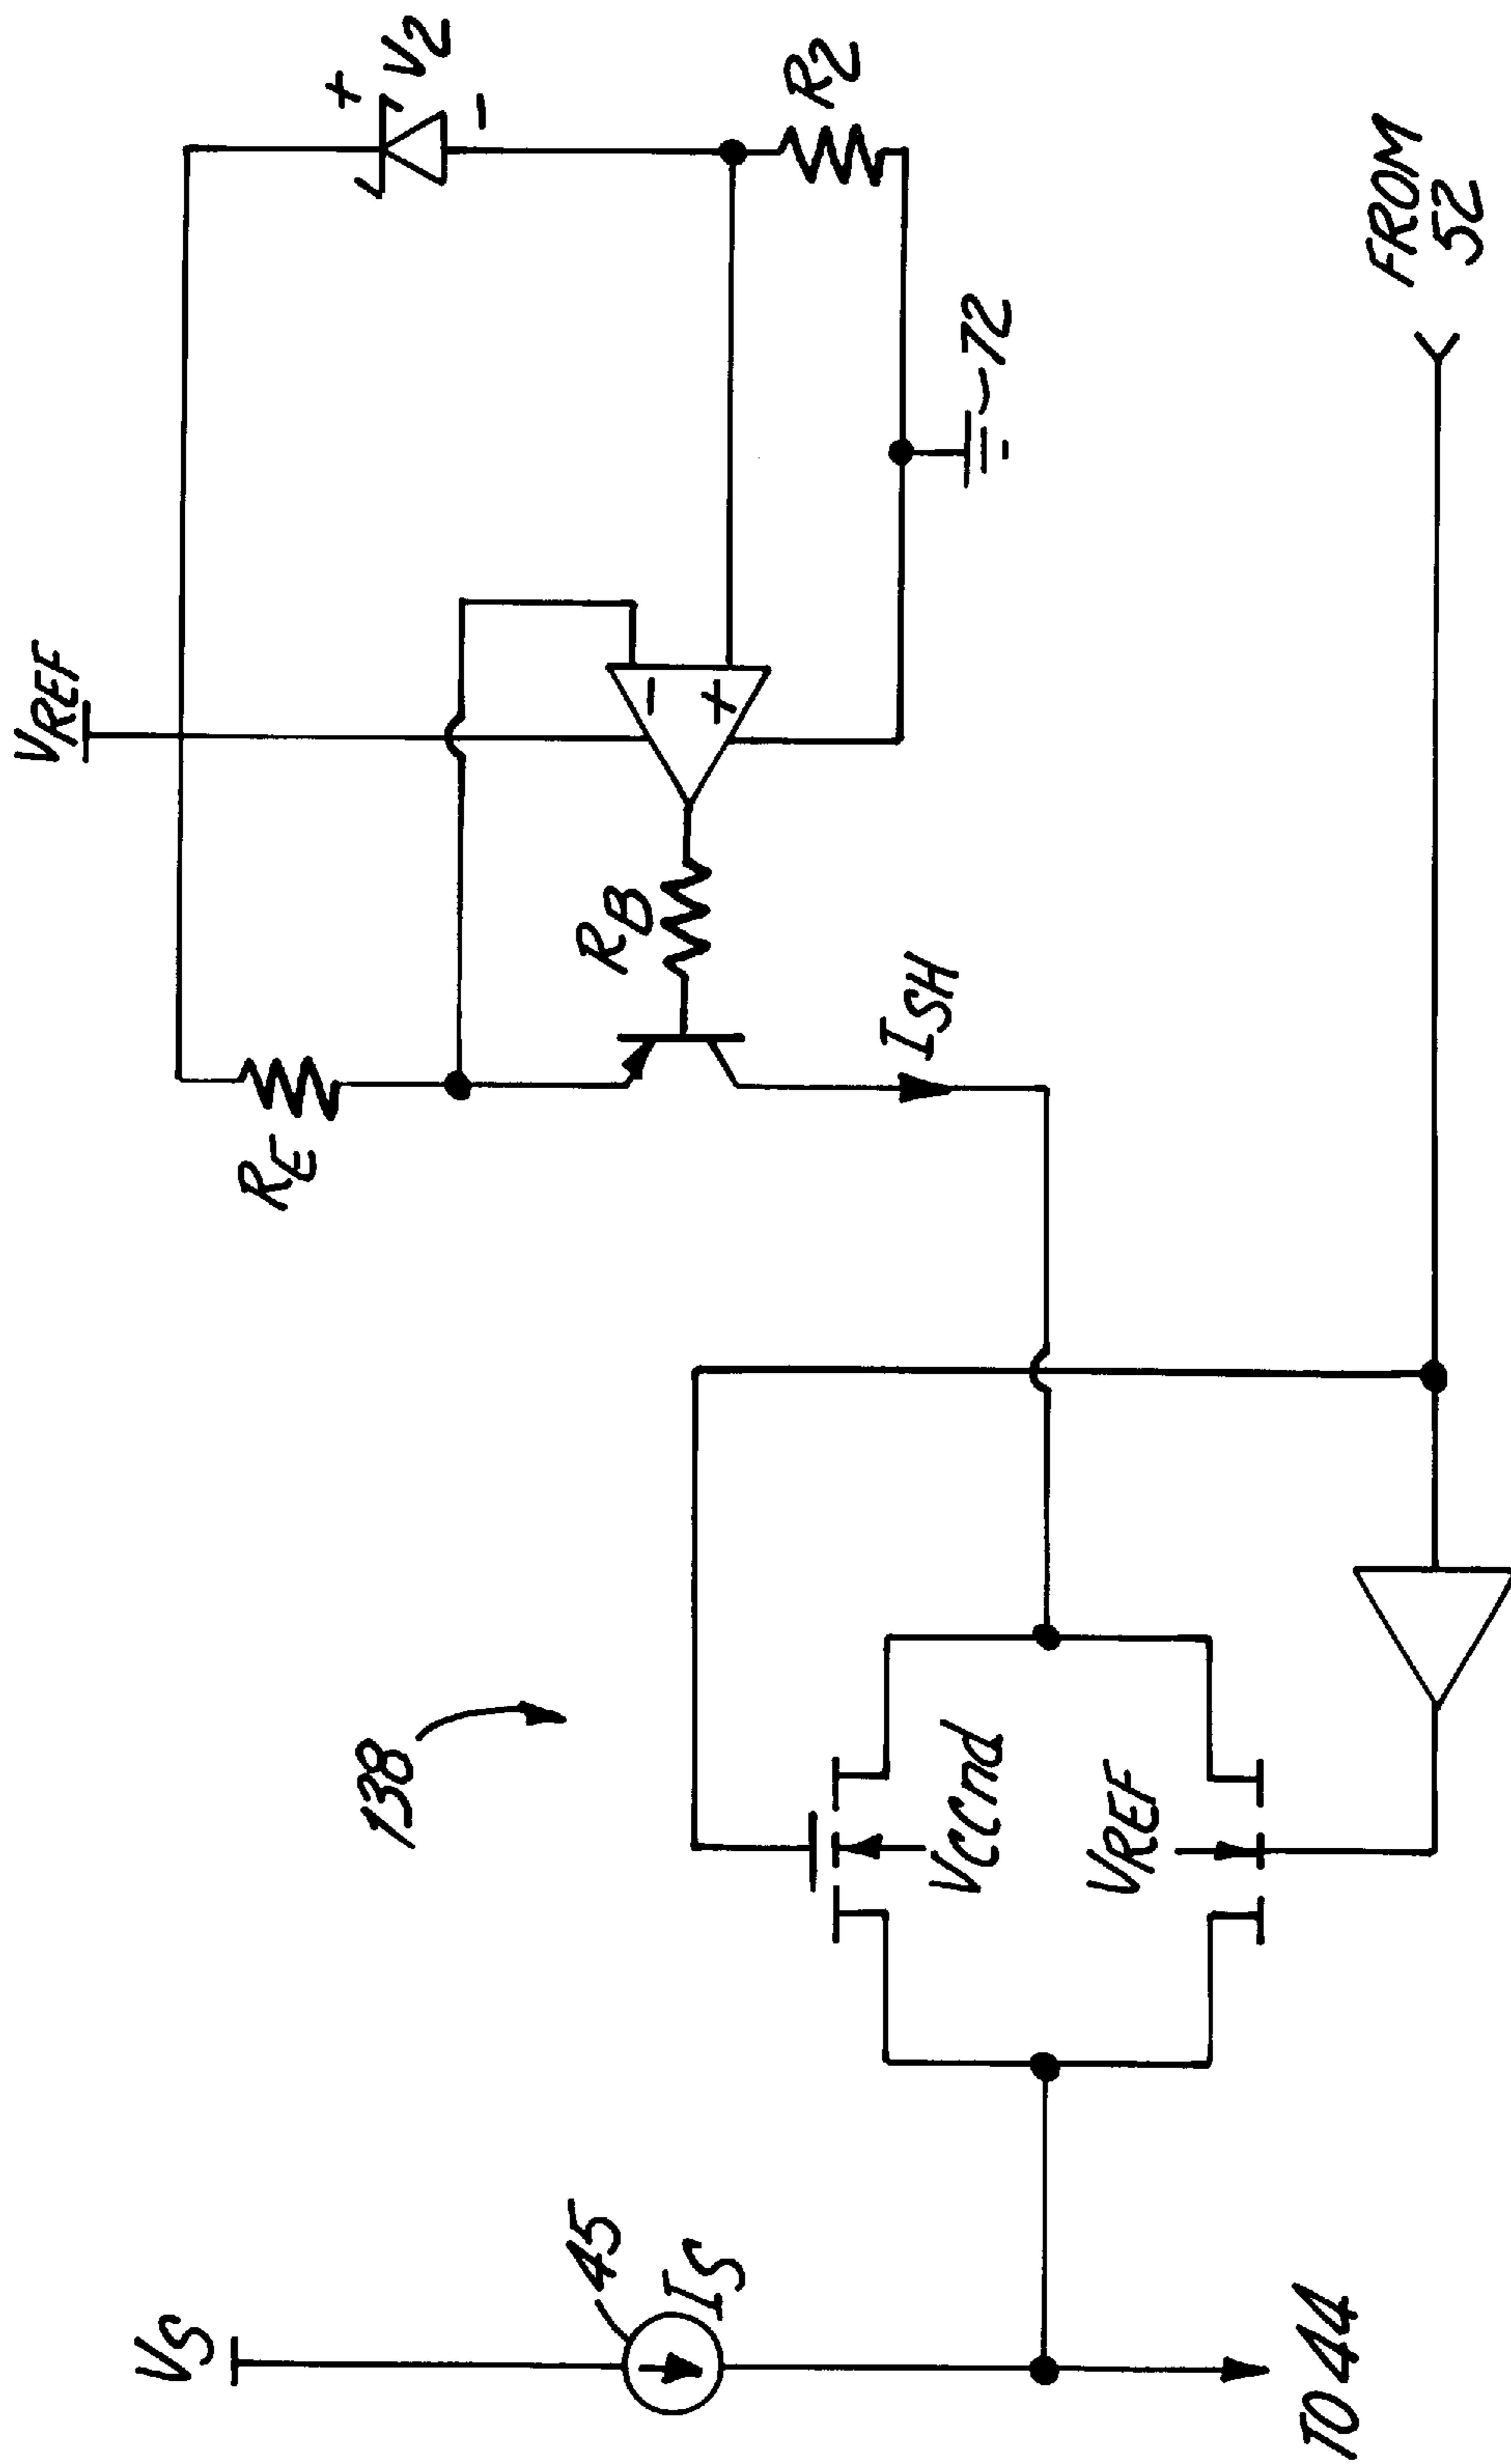 VREF
+
V2
-
R2
RE
-
+
RB
ISH
72
FROM
52
138
VCCnd
VREF
VS
45
IS
TO 44